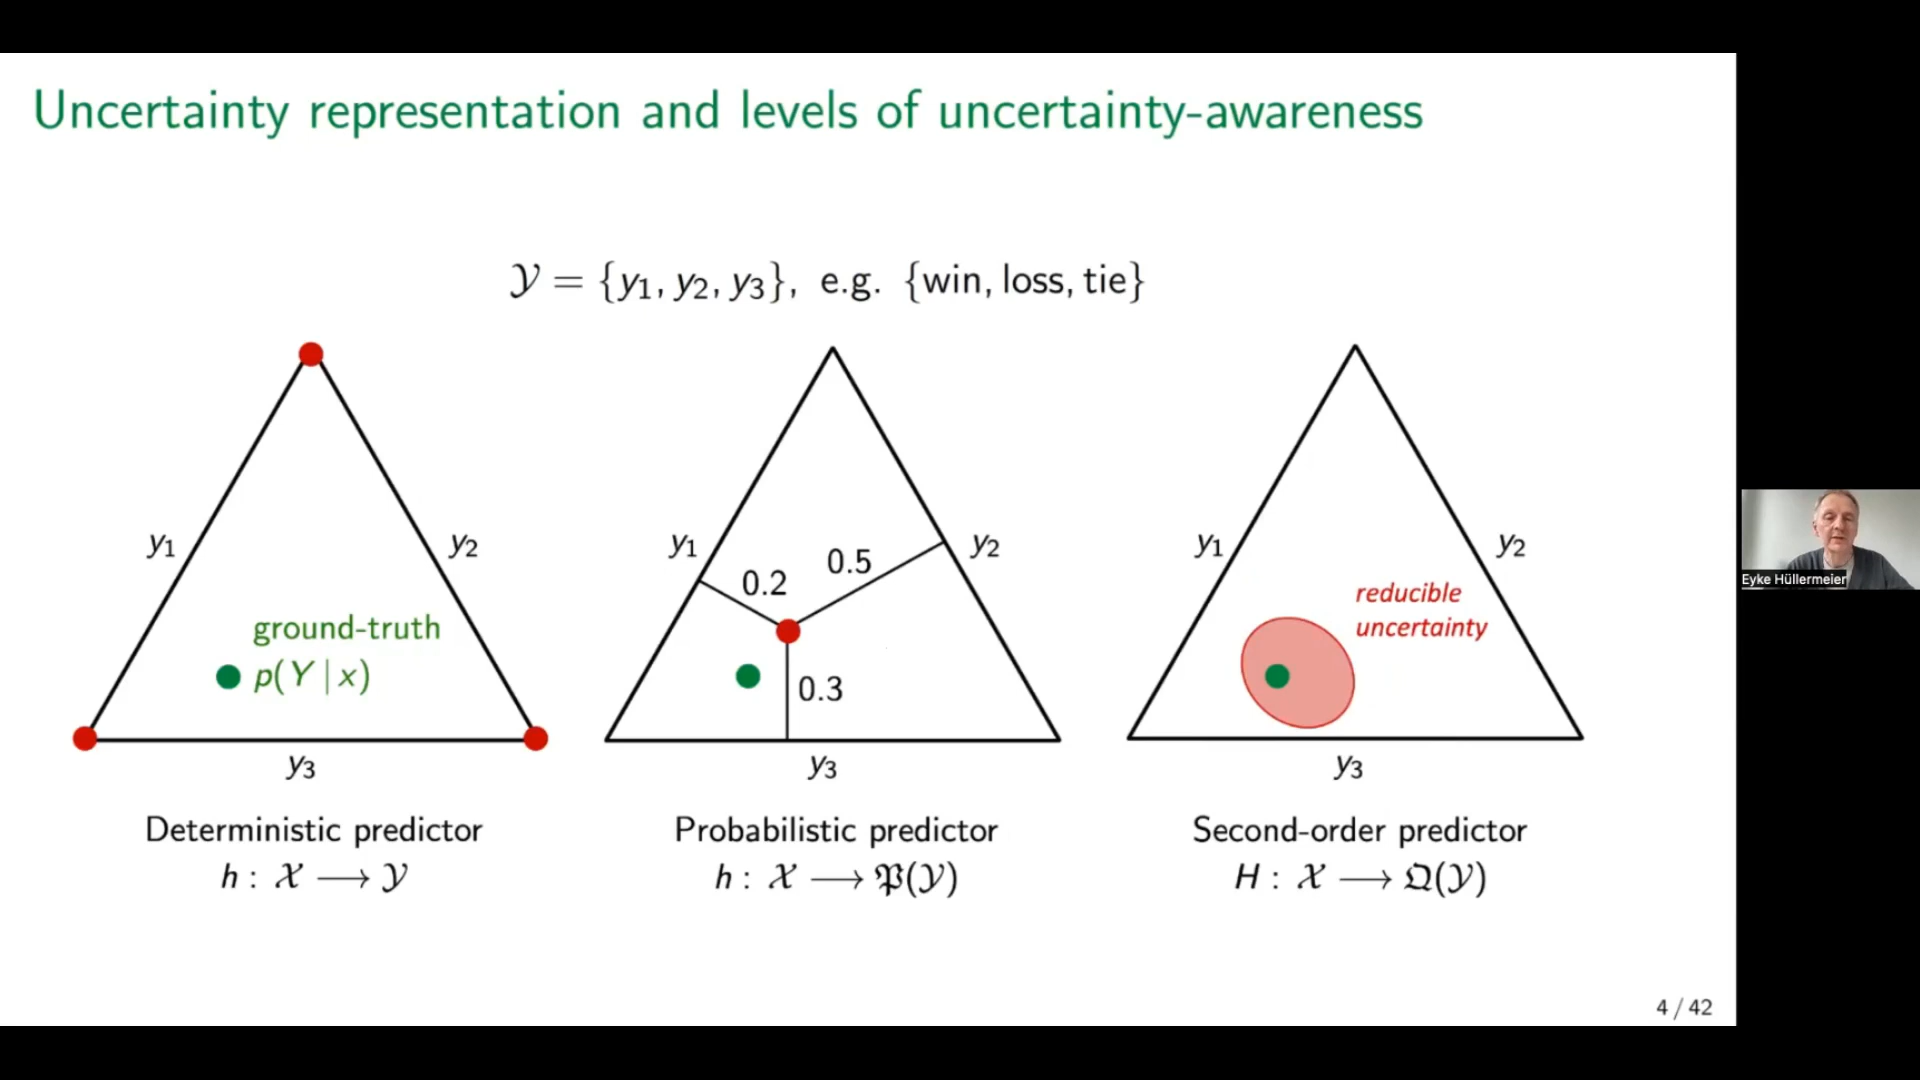 Uncertainty representation and levels of uncertainty-awareness
𝒴 = {y₁, y₂, y₃}, e.g. {win, loss, tie}
y₁
y₂
ground-truth
p(Y | x)
y₃
Deterministic predictor
h : 𝒳 ⟶ 𝒴
y₁
y₂
0.2
0.5
0.3
y₃
Probabilistic predictor
h : 𝒳 ⟶ 𝔓(𝒴)
y₁
y₂
reducible
uncertainty
y₃
Second-order predictor
H : 𝒳 ⟶ 𝔔(𝒴)
Eyke Hüllermeier
4 / 42